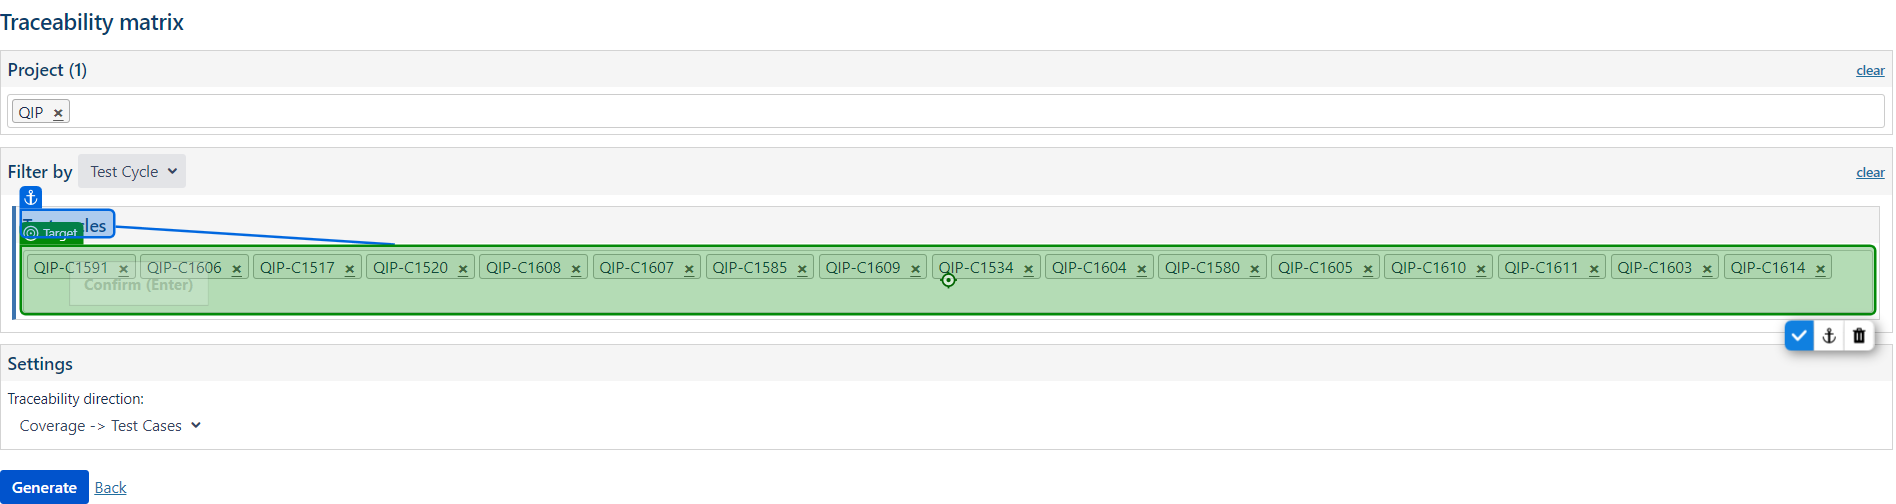 Traceability matrix
Project (1) clear
QIP ×
Filter by Test Cycle clear
Target
QIP-C1591 × QIP-C1606 × QIP-C1517 × QIP-C1520 × QIP-C1608 × QIP-C1607 × QIP-C1585 × QIP-C1609 × QIP-C1534 × QIP-C1604 × QIP-C1580 × QIP-C1605 × QIP-C1610 × QIP-C1611 × QIP-C1603 × QIP-C1614 ×
Confirm (Enter)
Settings
Traceability direction:
Coverage -> Test Cases
Generate Back